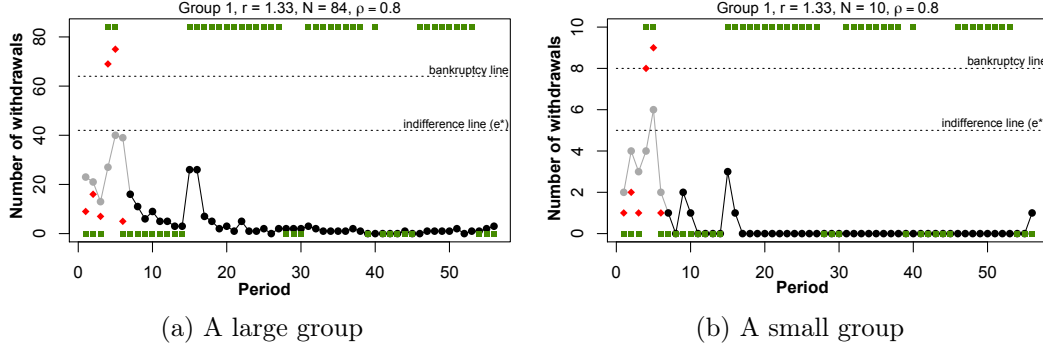 Group 1, r = 1.33, N = 84, ρ = 0.8
Number of withdrawals
80
60
40
20
0
bankruptcy line
indifference line (e*)
0 10 20 30 40 50
Period
(a) A large group
Group 1, r = 1.33, N = 10, ρ = 0.8
Number of withdrawals
10
8
6
4
2
0
bankruptcy line
indifference line (e*
0 10 20 30 40 50
Period
(b) A small group